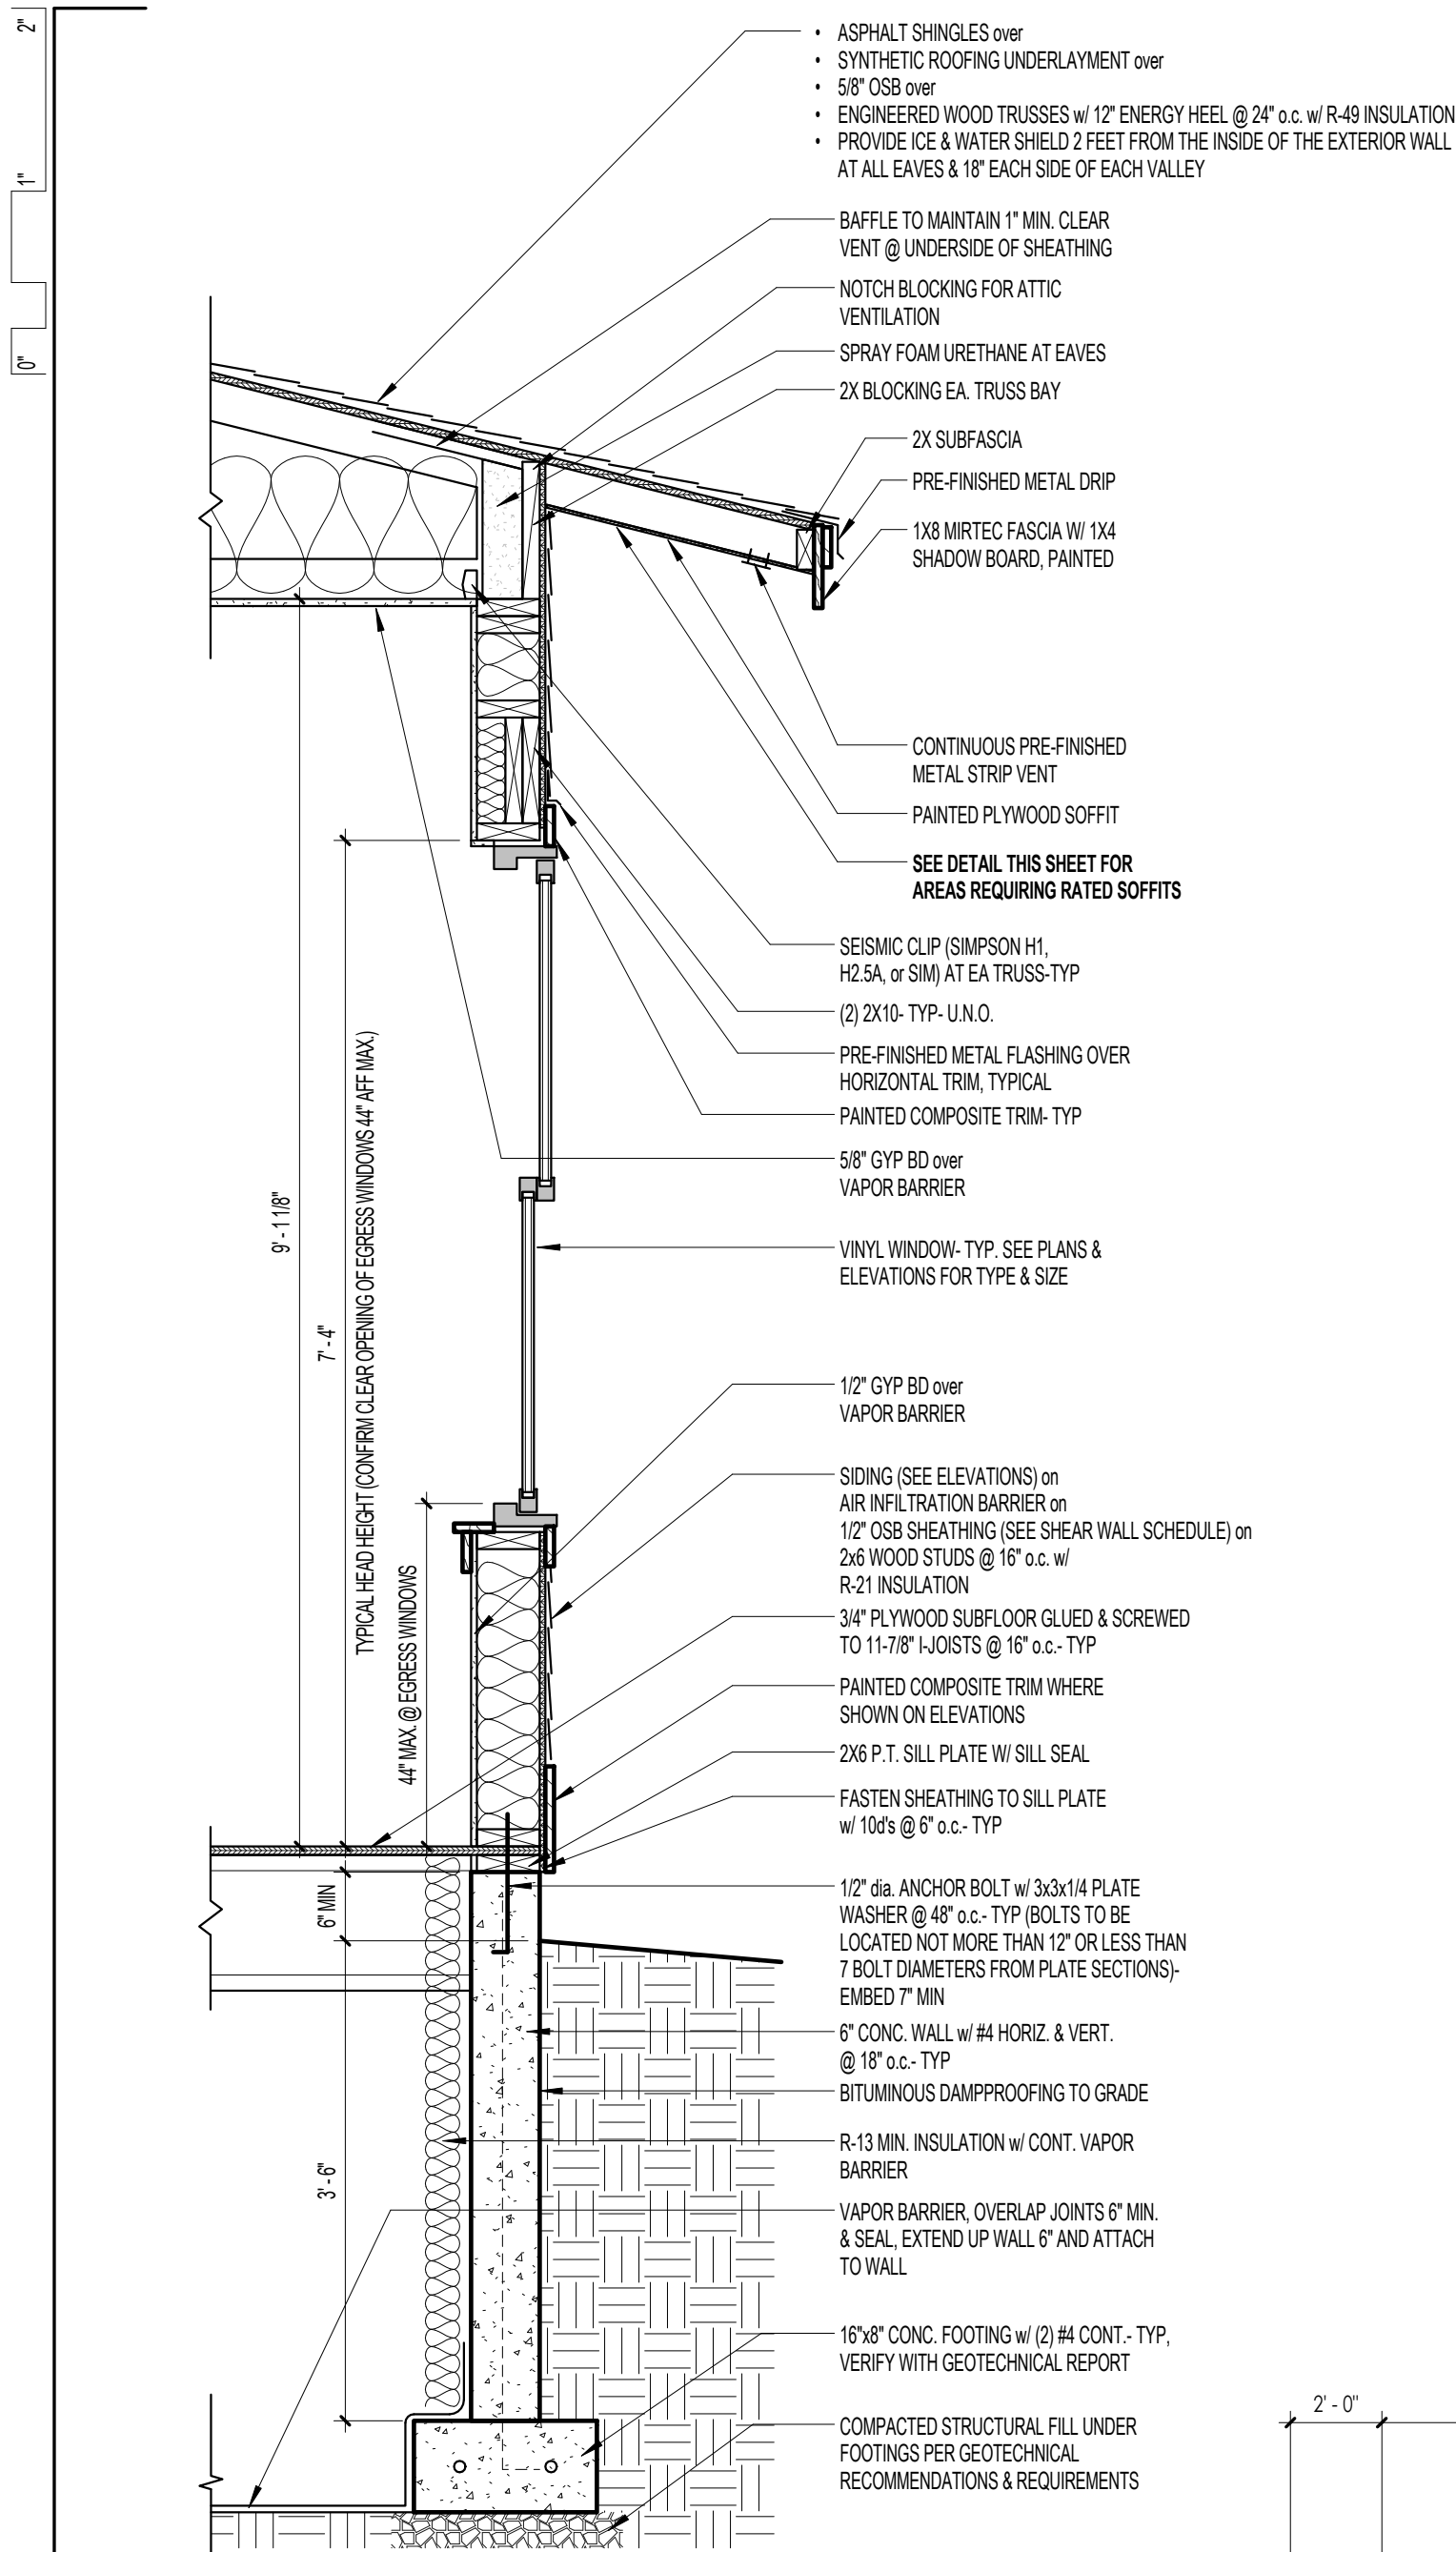 2"
1"
0"
• ASPHALT SHINGLES over
• SYNTHETIC ROOFING UNDERLAYMENT over
• 5/8" OSB over
• ENGINEERED WOOD TRUSSES w/ 12" ENERGY HEEL @ 24" o.c. w/ R-49 INSULATION
• PROVIDE ICE & WATER SHIELD 2 FEET FROM THE INSIDE OF THE EXTERIOR WALL
AT ALL EAVES & 18" EACH SIDE OF EACH VALLEY
BAFFLE TO MAINTAIN 1" MIN. CLEAR
VENT @ UNDERSIDE OF SHEATHING
NOTCH BLOCKING FOR ATTIC
VENTILATION
SPRAY FOAM URETHANE AT EAVES
2X BLOCKING EA. TRUSS BAY
2X SUBFASCIA
PRE-FINISHED METAL DRIP
1X8 MIRTEC FASCIA W/ 1X4
SHADOW BOARD, PAINTED
CONTINUOUS PRE-FINISHED
METAL STRIP VENT
PAINTED PLYWOOD SOFFIT
SEE DETAIL THIS SHEET FOR
AREAS REQUIRING RATED SOFFITS
SEISMIC CLIP (SIMPSON H1,
H2.5A, or SIM) AT EA TRUSS-TYP
(2) 2X10- TYP- U.N.O.
PRE-FINISHED METAL FLASHING OVER
HORIZONTAL TRIM, TYPICAL
PAINTED COMPOSITE TRIM- TYP
5/8" GYP BD over
VAPOR BARRIER
VINYL WINDOW- TYP. SEE PLANS &
ELEVATIONS FOR TYPE & SIZE
1/2" GYP BD over
VAPOR BARRIER
SIDING (SEE ELEVATIONS) on
AIR INFILTRATION BARRIER on
1/2" OSB SHEATHING (SEE SHEAR WALL SCHEDULE) on
2x6 WOOD STUDS @ 16" o.c. w/
R-21 INSULATION
3/4" PLYWOOD SUBFLOOR GLUED & SCREWED
TO 11-7/8" I-JOISTS @ 16" o.c.- TYP
PAINTED COMPOSITE TRIM WHERE
SHOWN ON ELEVATIONS
2X6 P.T. SILL PLATE W/ SILL SEAL
FASTEN SHEATHING TO SILL PLATE
w/ 10d's @ 6" o.c.- TYP
1/2" dia. ANCHOR BOLT w/ 3x3x1/4 PLATE
WASHER @ 48" o.c.- TYP (BOLTS TO BE
LOCATED NOT MORE THAN 12" OR LESS THAN
7 BOLT DIAMETERS FROM PLATE SECTIONS)-
EMBED 7" MIN
6" CONC. WALL w/ #4 HORIZ. & VERT.
@ 18" o.c.- TYP
BITUMINOUS DAMPPROOFING TO GRADE
R-13 MIN. INSULATION w/ CONT. VAPOR
BARRIER
VAPOR BARRIER, OVERLAP JOINTS 6" MIN.
& SEAL, EXTEND UP WALL 6" AND ATTACH
TO WALL
16"x8" CONC. FOOTING w/ (2) #4 CONT.- TYP,
VERIFY WITH GEOTECHNICAL REPORT
COMPACTED STRUCTURAL FILL UNDER
FOOTINGS PER GEOTECHNICAL
RECOMMENDATIONS & REQUIREMENTS
9' - 1 1/8"
7' - 4"
TYPICAL HEAD HEIGHT (CONFIRM CLEAR OPENING OF EGRESS WINDOWS 44" AFF MAX.)
44" MAX. @ EGRESS WINDOWS
6" MIN
3' - 6"
2' - 0"